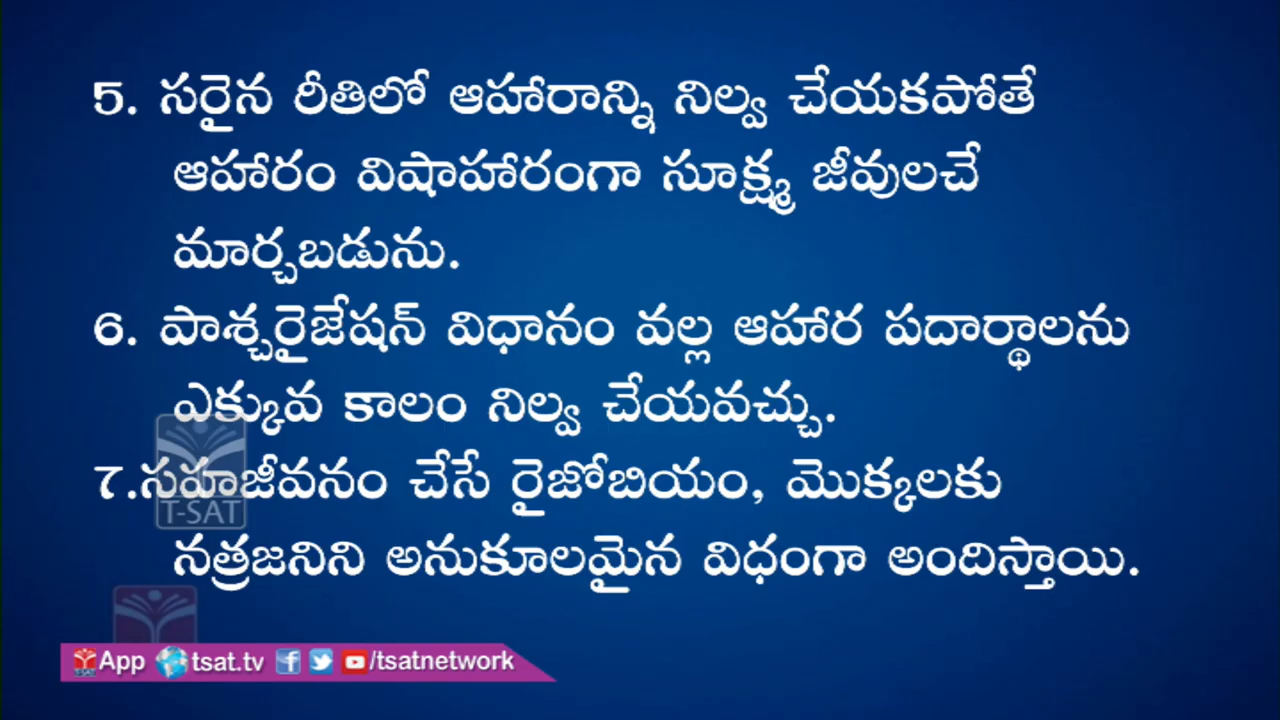 5. సరైన రీతిలో ఆహారాన్ని నిల్వ చేయకపోతే
ఆహారం విషాహారంగా సూక్ష్మ జీవులచే
మార్చబడును.
6. పాశ్చరైజేషన్ విధానం వల్ల ఆహార పదార్థాలను
ఎక్కువ కాలం నిల్వ చేయవచ్చు.
7.సహజీవనం చేసే రైజోబియం, మొక్కలకు
T-SAT
నత్రజనిని అనుకూలమైన విధంగా అందిస్తాయి.
T-SAT App tsat.tv /tsatnetwork